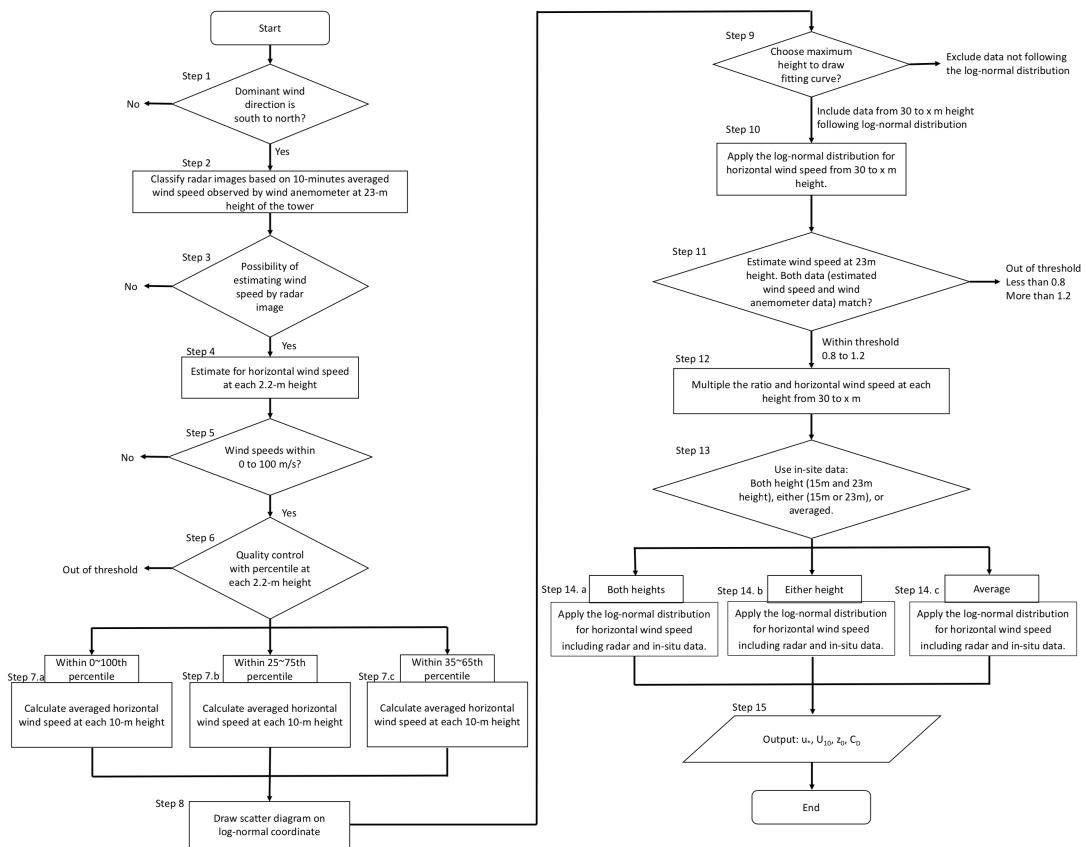 Start
Step 1
Dominant wind
direction is
south to north?
No
Yes
Step 2
Classify radar images based on 10-minutes averaged
wind speed observed by wind anemometer at 23-m
height of the tower
Step 3
Possibility of
estimating wind
speed by radar
image
No
Yes
Step 4
Estimate for horizontal wind speed
at each 2.2-m height
Step 5
Wind speeds within
0 to 100 m/s?
No
Yes
Step 6
Quality control
with percentile at
each 2.2-m height
Out of threshold
Within 0~100th
percentile
Step 7.a
Calculate averaged horizontal
wind speed at each 10-m height
Within 25~75th
percentile
Step 7.b
Calculate averaged horizontal
wind speed at each 10-m height
Within 35~65th
percentile
Step 7.c
Calculate averaged horizontal
wind speed at each 10-m height
Step 8
Draw scatter diagram on
log-normal coordinate
Step 9
Choose maximum
height to draw
fitting curve?
Exclude data not following
the log-normal distribution
Include data from 30 to x m height
following log-normal distribution
Step 10
Apply the log-normal distribution for
horizontal wind speed from 30 to x m
height.
Step 11
Estimate wind speed at 23m
height. Both data (estimated
wind speed and wind
anemometer data) match?
Out of threshold
Less than 0.8
More than 1.2
Within threshold
0.8 to 1.2
Step 12
Multiple the ratio and horizontal wind speed at each
height from 30 to x m
Step 13
Use in-site data:
Both height (15m and 23m
height), either (15m or 23m), or
averaged.
Step 14. a
Both heights
Apply the log-normal distribution
for horizontal wind speed
including radar and in-situ data.
Step 14. b
Either height
Apply the log-normal distribution
for horizontal wind speed
including radar and in-situ data.
Step 14. c
Average
Apply the log-normal distribution
for horizontal wind speed
including radar and in-situ data.
Step 15
Output: u*, U10, z0, CD
End